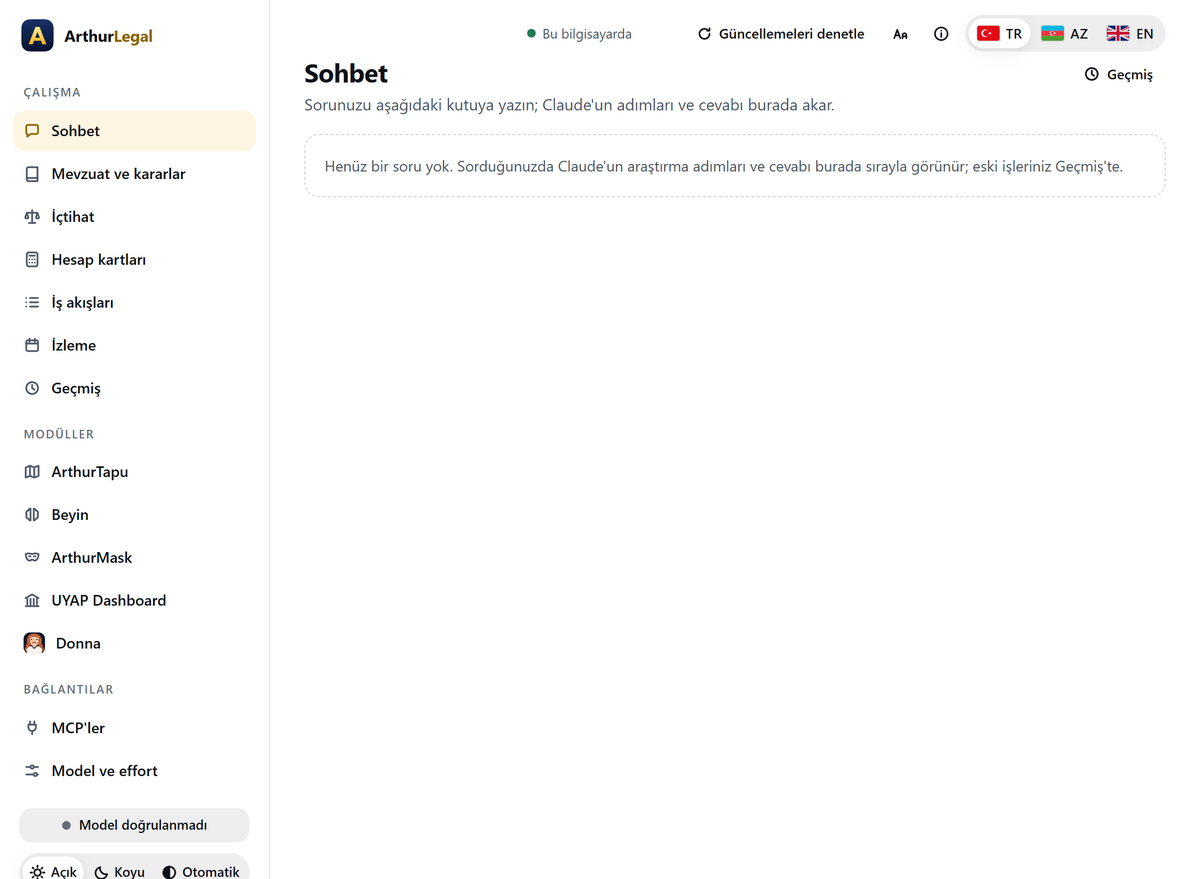 ArthurLegal
Bu bilgisayarda
Güncellemeleri denetle
Aa
TR
AZ
EN
ÇALIŞMA
Sohbet
Mevzuat ve kararlar
İçtihat
Hesap kartları
İş akışları
İzleme
Geçmiş
MODÜLLER
ArthurTapu
Beyin
ArthurMask
UYAP Dashboard
Donna
BAĞLANTILAR
MCP'ler
Model ve effort
Model doğrulanmadı
Açık
Koyu
Otomatik
Sohbet
Geçmiş
Sorunuzu aşağıdaki kutuya yazın; Claude'un adımları ve cevabı burada akar.
Henüz bir soru yok. Sorduğunuzda Claude'un araştırma adımları ve cevabı burada sırayla görünür; eski işleriniz Geçmiş'te.